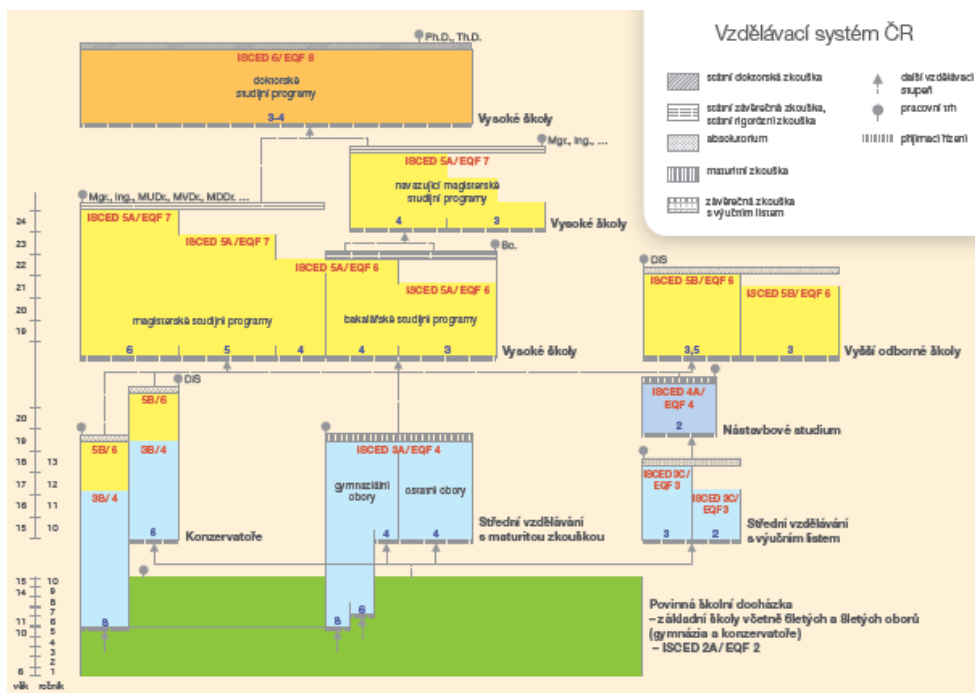 Vzdělávací systém ČR
státní doktorská zkouška
státní závěrečná zkouška,
státní rigorózní zkouška
absolutorium
maturitní zkouška
závěrečná zkouška
s výučním listem
další vzdělávací
stupeň
pracovní trh
přijímací řízení
Ph.D., Th.D.
ISCED 6/EQF 8
doktorské
studijní programy
3-4
Vysoké školy
Mgr., Ing., ...
ISCED 5A/EQF 7
navazující magisterské
studijní programy
4
3
Vysoké školy
Mgr., Ing., MUDr., MVDr., MDDr. ...
ISCED 5A/EQF 7
ISCED 5A/EQF 7
ISCED 5A/EQF 6
Bc.
ISCED 5A/EQF 6
magisterské studijní programy
bakalářské studijní programy
6
5
4
4
3
Vysoké školy
DiS
ISCED 5B/EQF 6
ISCED 5B/EQF 6
3,5
3
Vyšší odborné školy
24
23
22
21
20
19
DiS
5B/6
3B/4
6
5B/6
3B/4
8
Konzervatoře
ISCED 3A/EQF 4
gymnaziální
obory
ostatní obory
4
4
8
6
Střední vzdělávání
s maturitou zkouškou
ISCED 4A/
EQF 4
2
Nástavbové studium
ISCED 3C/
EQF 3
ISCED 3C/
EQF 3
3
2
Střední vzdělávání
s výučním listem
20
19
18 13
17 12
16 11
15 10
15 10
14 9
8
7
11 6
10 5
4
3
2
6 1
věk ročník
Povinná školní docházka
– základní školy včetně 6letých a 8letých oborů
(gymnázia a konzervatoře)
– ISCED 2A/EQF 2